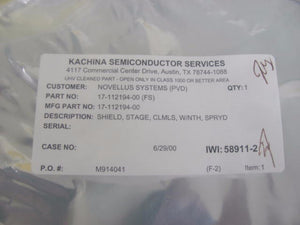 KACHINA SEMICONDUCTOR SERVICES
4117 Commercial Center Drive, Austin, TX 78744-1088
UHV CLEANED PART - OPEN ONLY IN CLASS 1000 OR BETTER AREA
CUSTOMER: NOVELLUS SYSTEMS (PVD) QTY: 1
PART NO: 17-112194-00 (FS)
MFG PART NO: 17-112194-00
DESCRIPTION: SHIELD, STAGE, CLMLS, W/NTH, SPRYD
SERIAL:
CASE NO: 6/29/00 IWI: 58911-2
P.O. #: M914041 (F-2) Item: 1